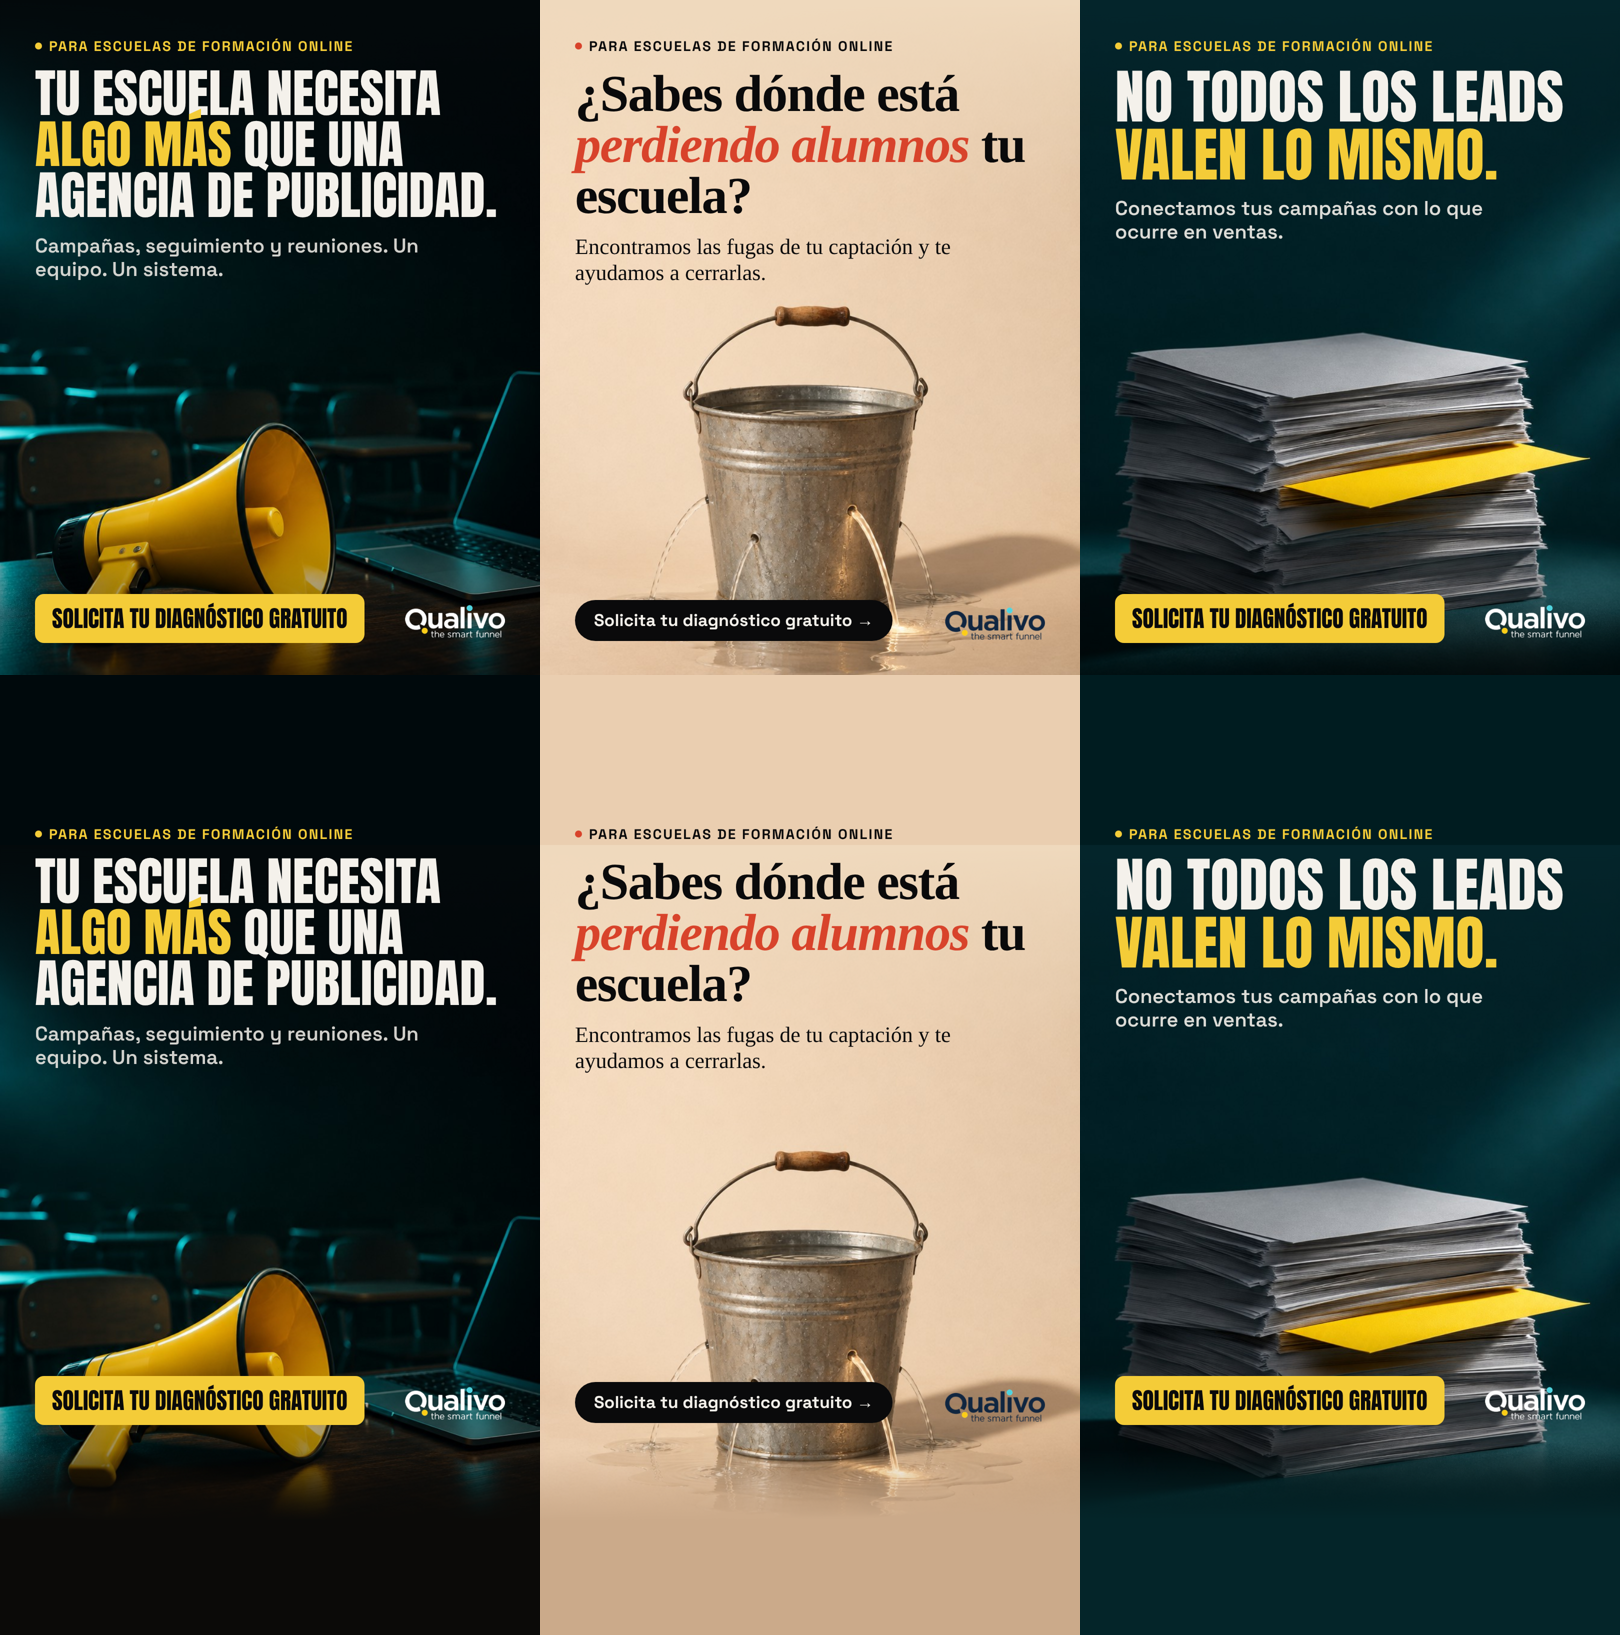 PARA ESCUELAS DE FORMACIÓN ONLINE
TU ESCUELA NECESITA
ALGO MÁS QUE UNA
AGENCIA DE PUBLICIDAD.
Campañas, seguimiento y reuniones. Un
equipo. Un sistema.
SOLICITA TU DIAGNÓSTICO GRATUITO
Qualivo
the smart funnel
PARA ESCUELAS DE FORMACIÓN ONLINE
¿Sabes dónde está
perdiendo alumnos tu
escuela?
Encontramos las fugas de tu captación y te
ayudamos a cerrarlas.
Solicita tu diagnóstico gratuito →
Qualivo
the smart funnel
PARA ESCUELAS DE FORMACIÓN ONLINE
NO TODOS LOS LEADS
VALEN LO MISMO.
Conectamos tus campañas con lo que
ocurre en ventas.
SOLICITA TU DIAGNÓSTICO GRATUITO
Qualivo
the smart funnel
PARA ESCUELAS DE FORMACIÓN ONLINE
TU ESCUELA NECESITA
ALGO MÁS QUE UNA
AGENCIA DE PUBLICIDAD.
Campañas, seguimiento y reuniones. Un
equipo. Un sistema.
SOLICITA TU DIAGNÓSTICO GRATUITO
Qualivo
the smart funnel
PARA ESCUELAS DE FORMACIÓN ONLINE
¿Sabes dónde está
perdiendo alumnos tu
escuela?
Encontramos las fugas de tu captación y te
ayudamos a cerrarlas.
Solicita tu diagnóstico gratuito →
Qualivo
the smart funnel
PARA ESCUELAS DE FORMACIÓN ONLINE
NO TODOS LOS LEADS
VALEN LO MISMO.
Conectamos tus campañas con lo que
ocurre en ventas.
SOLICITA TU DIAGNÓSTICO GRATUITO
Qualivo
the smart funnel